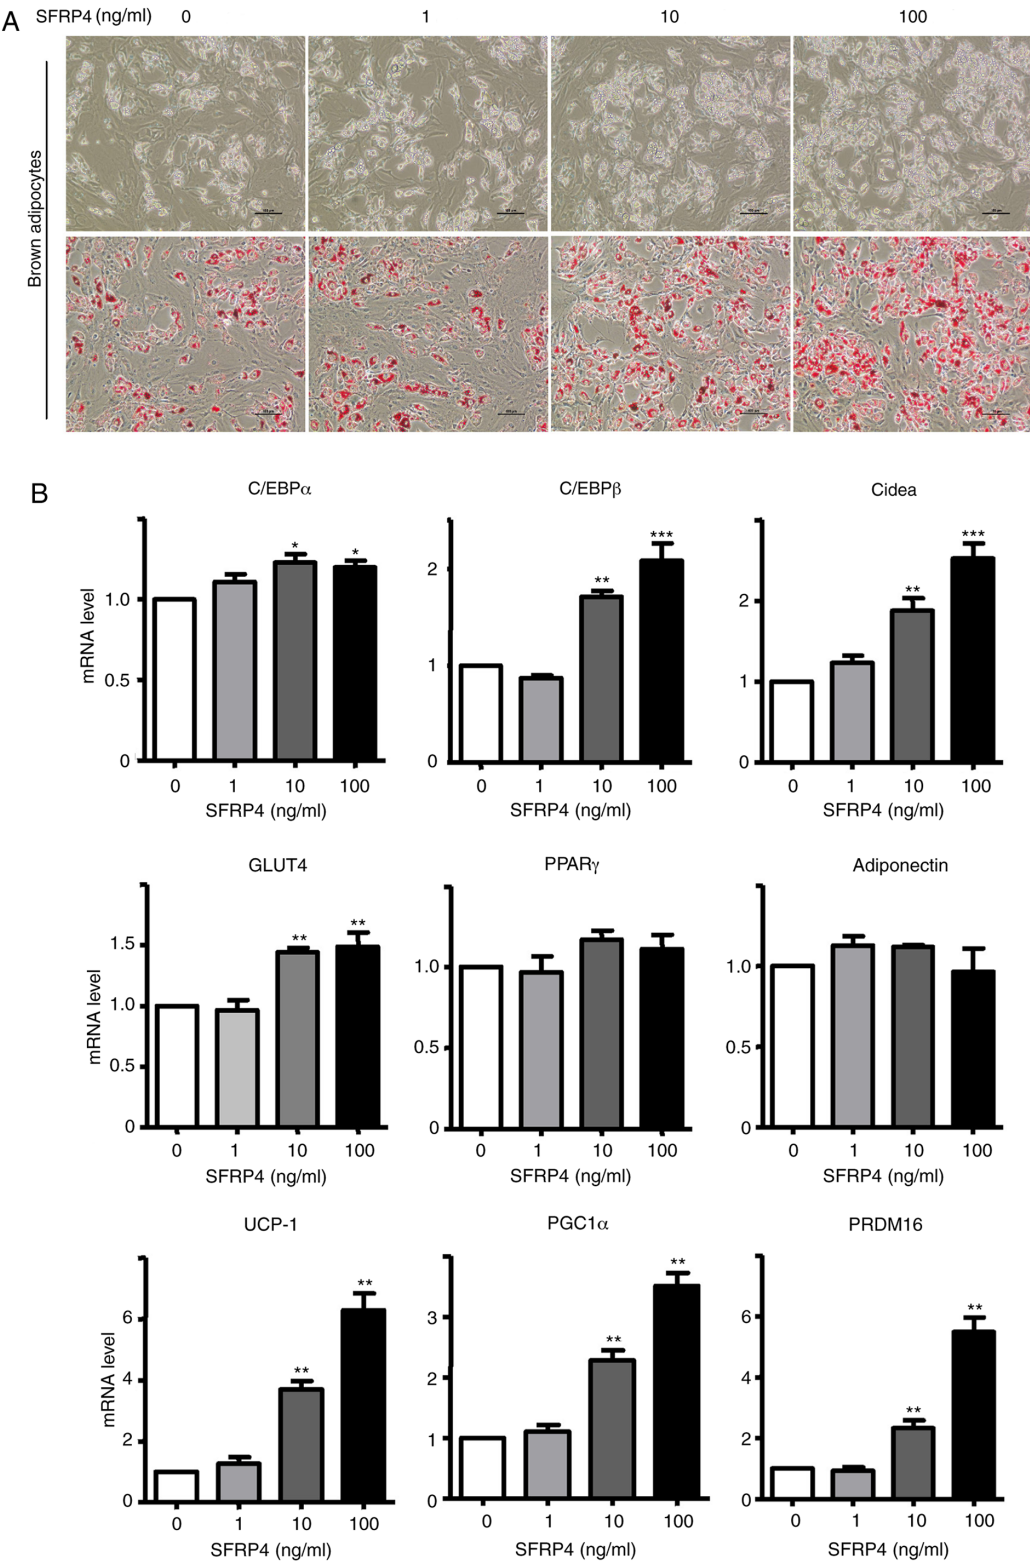 A
SFRP4 (ng/ml) 0 1 10 100
Brown adipocytes
B
C/EBPα C/EBPβ Cidea
* * ** *** ** ***
mRNA level
1.0
0.5
0
2
1
0
2
1
0
0 1 10 100 0 1 10 100 0 1 10 100
SFRP4 (ng/ml) SFRP4 (ng/ml) SFRP4 (ng/ml)
GLUT4 PPARγ Adiponectin
** **
mRNA level
1.5
1.0
0.5
0
1.0
0.5
0
1.0
0.5
0
0 1 10 100 0 1 10 100 0 1 10 100
SFRP4 (ng/ml) SFRP4 (ng/ml) SFRP4 (ng/ml)
UCP-1 PGC1α PRDM16
** ** ** ** ** **
mRNA level
6
4
2
0
3
2
1
0
6
4
2
0
0 1 10 100 0 1 10 100 0 1 10 100
SFRP4 (ng/ml) SFRP4 (ng/ml) SFRP4 (ng/ml)